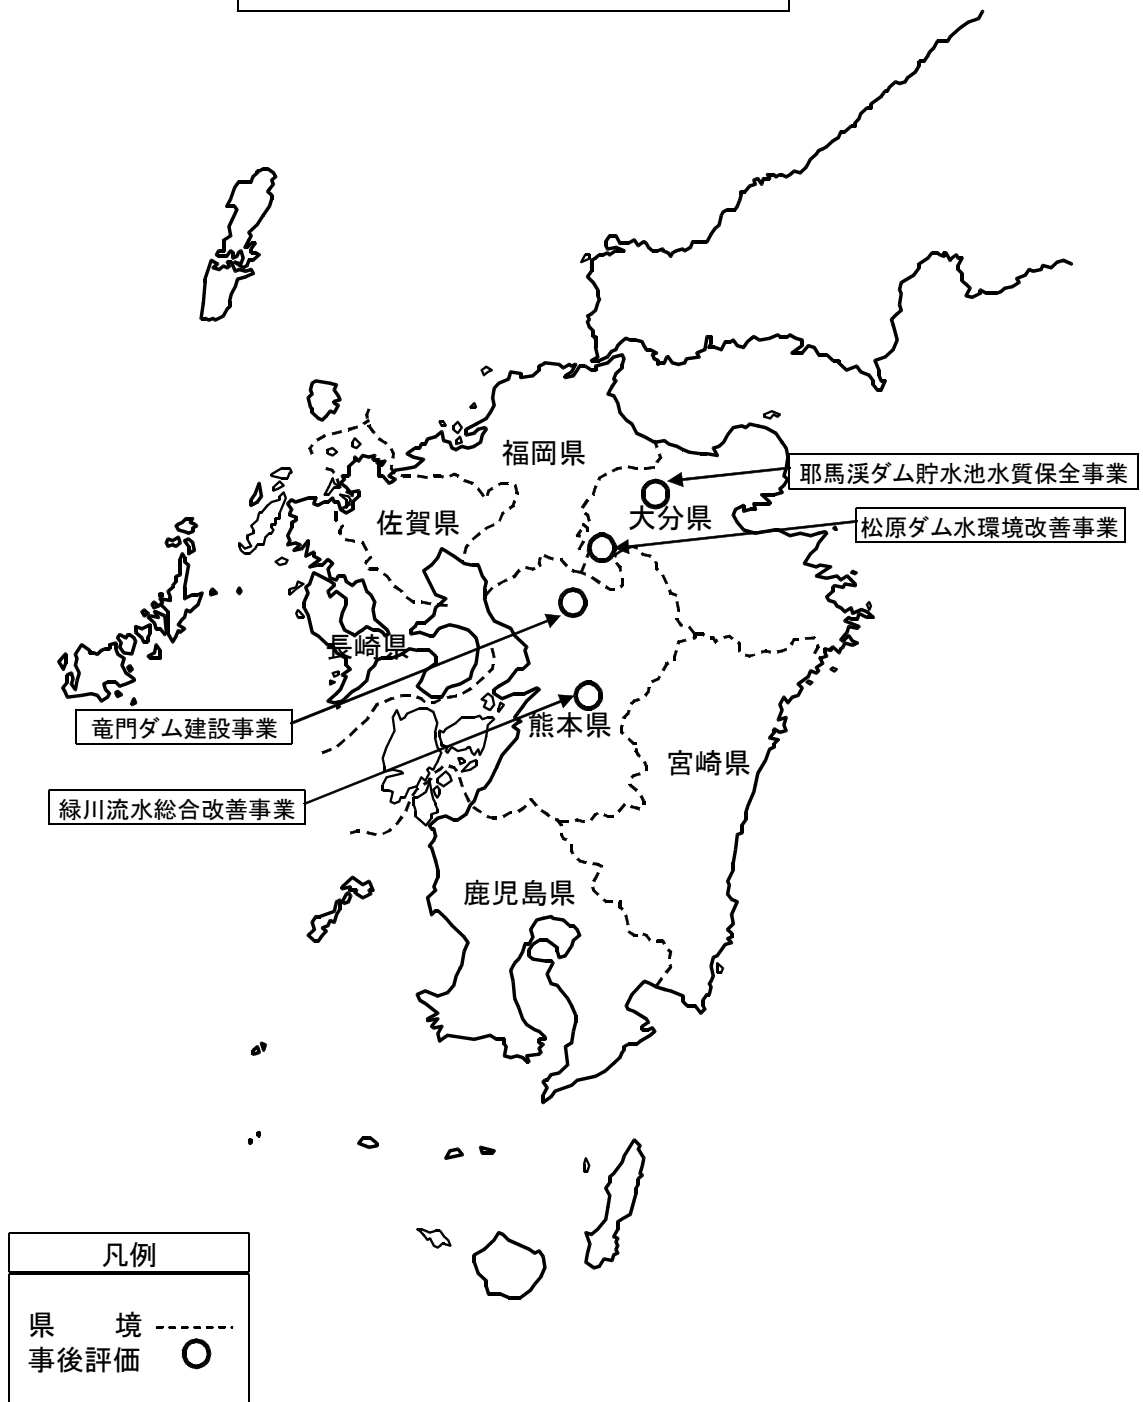 福岡県
耶馬渓ダム貯水池水質保全事業
佐賀県
大分県
松原ダム水環境改善事業
長崎県
竜門ダム建設事業
熊本県
宮崎県
緑川流水総合改善事業
鹿児島県
凡例
県　　境
事後評価